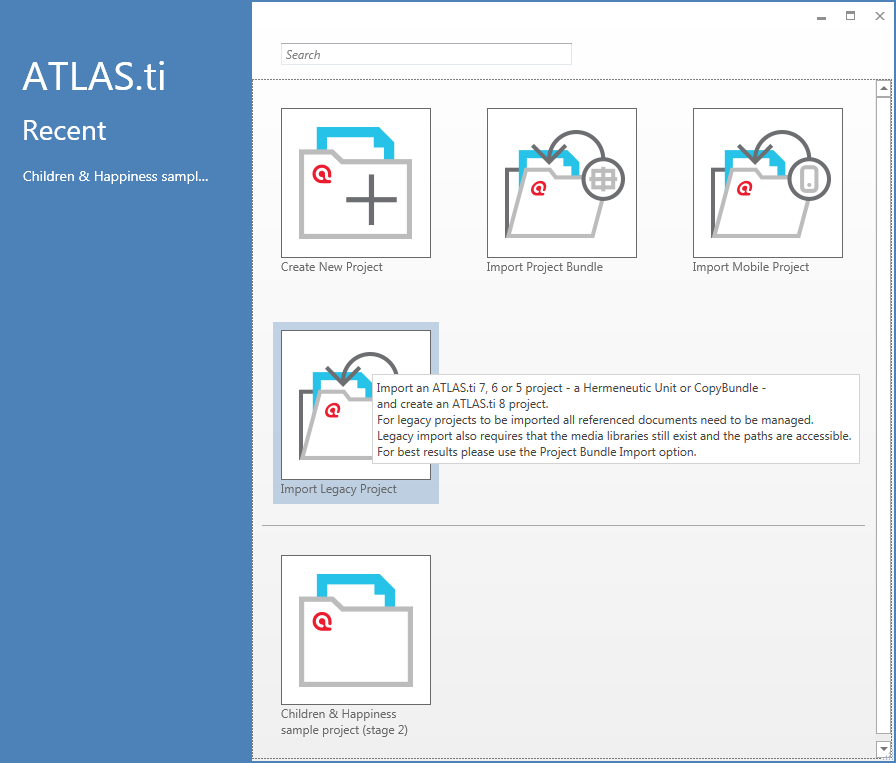 ATLAS.ti
Recent
Children & Happiness sampl...
Search
Create New Project
Import Project Bundle
Import Mobile Project
Import Legacy Project
Import an ATLAS.ti 7, 6 or 5 project - a Hermeneutic Unit or CopyBundle -
and create an ATLAS.ti 8 project.
For legacy projects to be imported all referenced documents need to be managed.
Legacy import also requires that the media libraries still exist and the paths are accessible.
For best results please use the Project Bundle Import option.
Children & Happiness
sample project (stage 2)